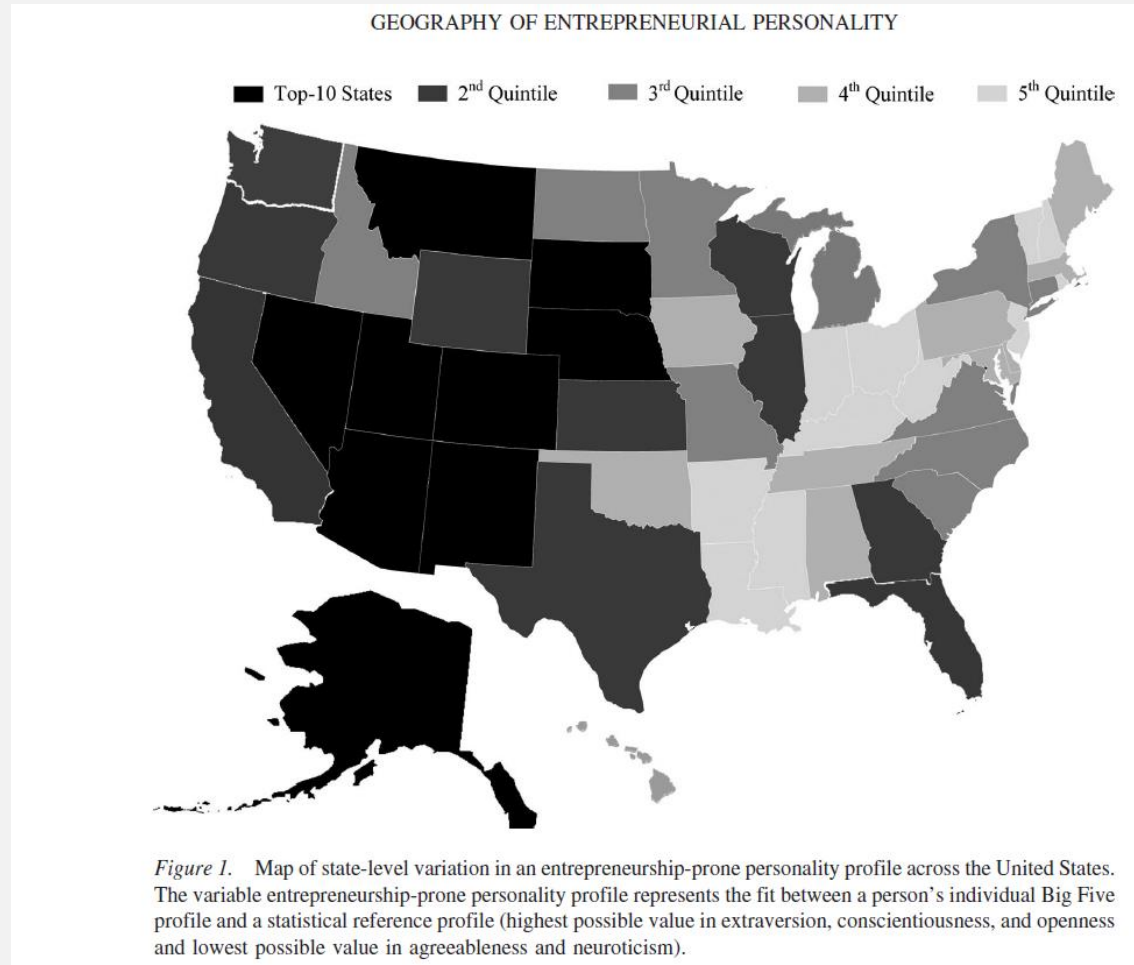 GEOGRAPHY OF ENTREPRENEURIAL PERSONALITY
Top-10 States 2nd Quintile 3rd Quintile 4th Quintile 5th Quintile
Figure 1. Map of state-level variation in an entrepreneurship-prone personality profile across the United States.
The variable entrepreneurship-prone personality profile represents the fit between a person's individual Big Five
profile and a statistical reference profile (highest possible value in extraversion, conscientiousness, and openness
and lowest possible value in agreeableness and neuroticism).